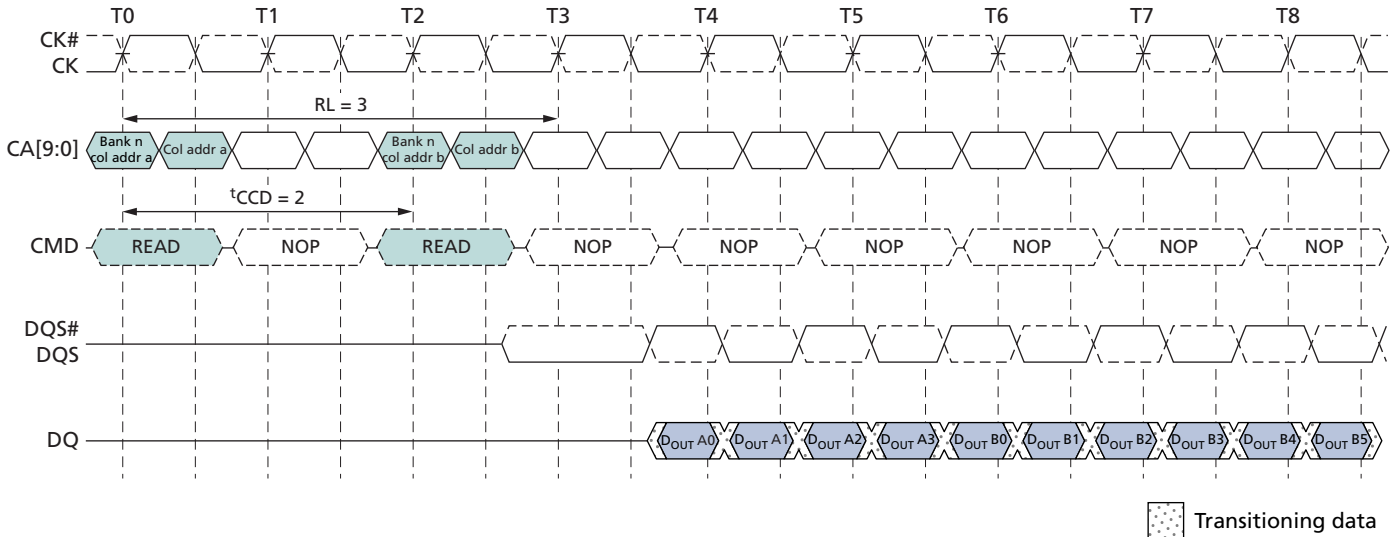 T0 T1 T2 T3 T4 T5 T6 T7 T8
CK#
CK
RL = 3
CA[9:0]
Bank n
col addr a
Col addr a
Bank n
col addr b
Col addr b
tCCD = 2
CMD READ NOP READ NOP NOP NOP NOP NOP NOP
DQS#
DQS
DQ DOUT A0 DOUT A1 DOUT A2 DOUT A3 DOUT B0 DOUT B1 DOUT B2 DOUT B3 DOUT B4 DOUT B5
Transitioning data